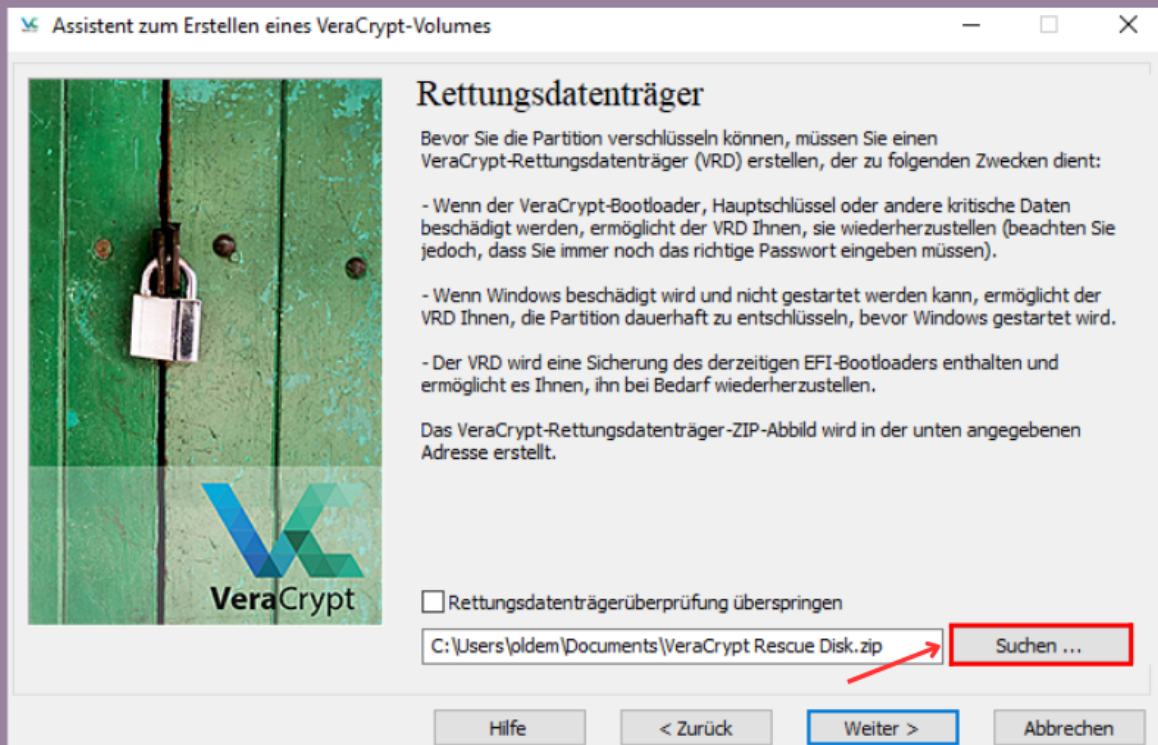 Assistent zum Erstellen eines VeraCrypt-Volumes
Rettungsdatenträger
Bevor Sie die Partition verschlüsseln können, müssen Sie einen
VeraCrypt-Rettungsdatenträger (VRD) erstellen, der zu folgenden Zwecken dient:
- Wenn der VeraCrypt-Bootloader, Hauptschlüssel oder andere kritische Daten
beschädigt werden, ermöglicht der VRD Ihnen, sie wiederherzustellen (beachten Sie
jedoch, dass Sie immer noch das richtige Passwort eingeben müssen).
- Wenn Windows beschädigt wird und nicht gestartet werden kann, ermöglicht der
VRD Ihnen, die Partition dauerhaft zu entschlüsseln, bevor Windows gestartet wird.
- Der VRD wird eine Sicherung des derzeitigen EFI-Bootloaders enthalten und
ermöglicht es Ihnen, ihn bei Bedarf wiederherzustellen.
Das VeraCrypt-Rettungsdatenträger-ZIP-Abbild wird in der unten angegebenen
Adresse erstellt.
VeraCrypt
Rettungsdatenträgerüberprüfung überspringen
C:\Users\oldem\Documents\VeraCrypt Rescue Disk.zip
Suchen ...
Hilfe
< Zurück
Weiter >
Abbrechen